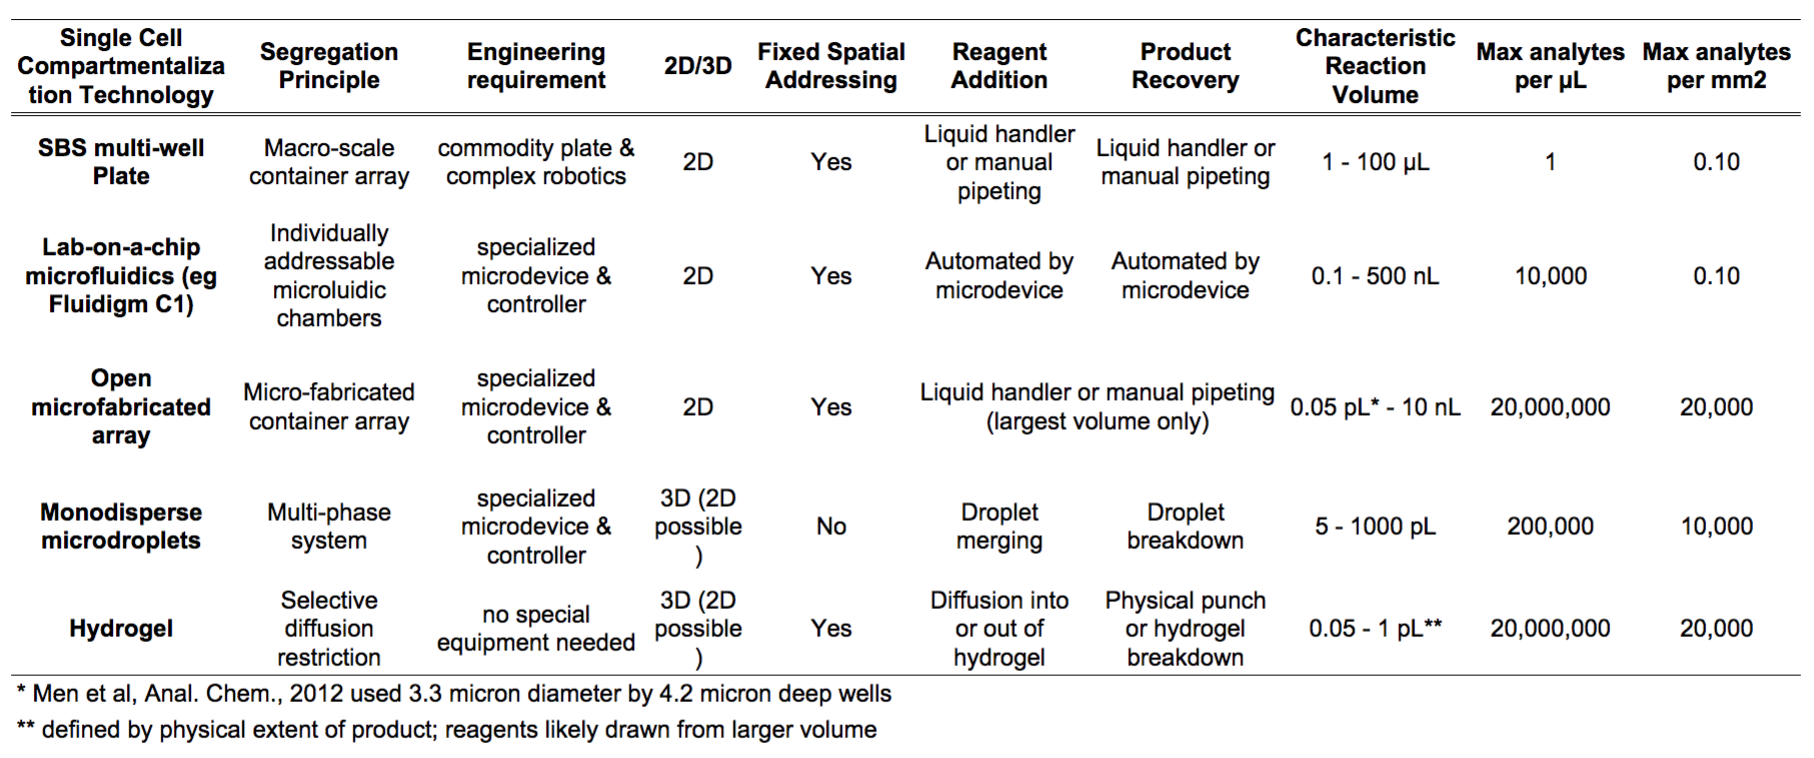 Single Cell Compartmentaliza tion Technology | Segregation Principle | Engineering requirement | 2D/3D | Fixed Spatial Addressing | Reagent Addition | Product Recovery | Characteristic Reaction Volume | Max analytes per µL | Max analytes per mm2
SBS multi-well Plate | Macro-scale container array | commodity plate & complex robotics | 2D | Yes | Liquid handler or manual pipeting | Liquid handler or manual pipeting | 1 - 100 µL | 1 | 0.10
Lab-on-a-chip microfluidics (eg Fluidigm C1) | Individually addressable microluidic chambers | specialized microdevice & controller | 2D | Yes | Automated by microdevice | Automated by microdevice | 0.1 - 500 nL | 10,000 | 0.10
Open microfabricated array | Micro-fabricated container array | specialized microdevice & controller | 2D | Yes | Liquid handler or manual pipeting (largest volume only) | 0.05 pL* - 10 nL | 20,000,000 | 20,000
Monodisperse microdroplets | Multi-phase system | specialized microdevice & controller | 3D (2D possible ) | No | Droplet merging | Droplet breakdown | 5 - 1000 pL | 200,000 | 10,000
Hydrogel | Selective diffusion restriction | no special equipment needed | 3D (2D possible ) | Yes | Diffusion into or out of hydrogel | Physical punch or hydrogel breakdown | 0.05 - 1 pL** | 20,000,000 | 20,000
* Men et al, Anal. Chem., 2012 used 3.3 micron diameter by 4.2 micron deep wells
** defined by physical extent of product; reagents likely drawn from larger volume